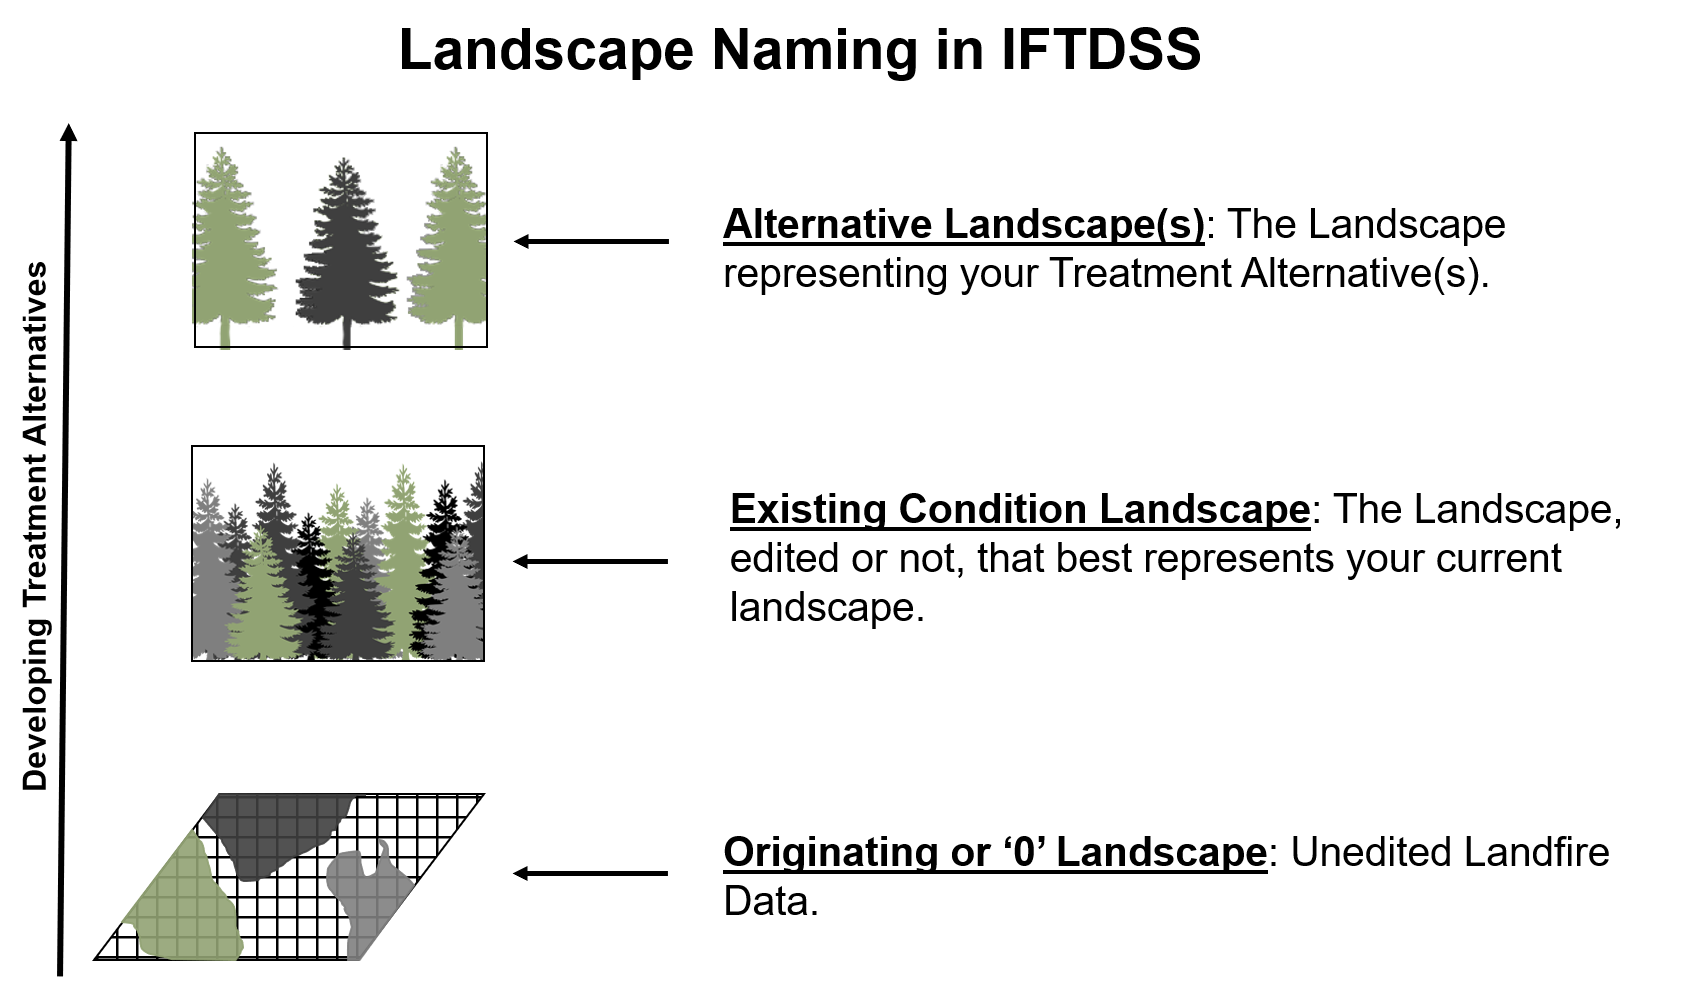 Landscape Naming in IFTDSS
Developing Treatment Alternatives
Alternative Landscape(s): The Landscape
representing your Treatment Alternative(s).
Existing Condition Landscape: The Landscape,
edited or not, that best represents your current
landscape.
Originating or ‘0’ Landscape: Unedited Landfire
Data.